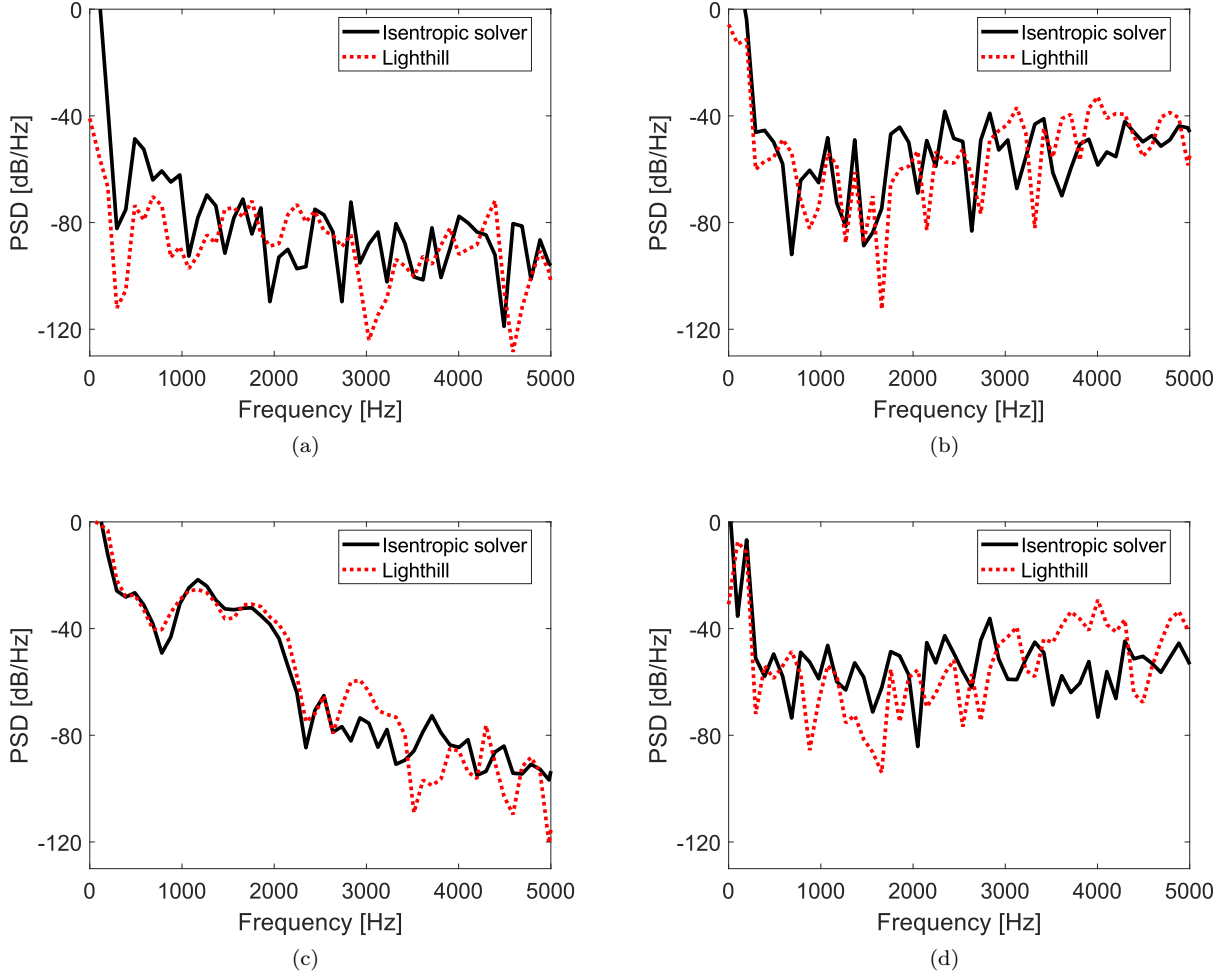 0
-40
-80
-120
PSD [dB/Hz]
Isentropic solver
Lighthill
0 1000 2000 3000 4000 5000
Frequency [Hz]
(a)
0
-40
-80
-120
PSD [dB/Hz]
Isentropic solver
Lighthill
0 1000 2000 3000 4000 5000
Frequency [Hz]]
(b)
0
-40
-80
-120
PSD [dB/Hz]
Isentropic solver
Lighthill
0 1000 2000 3000 4000 5000
Frequency [Hz]
(c)
0
-40
-80
-120
PSD [dB/Hz]
Isentropic solver
Lighthill
0 1000 2000 3000 4000 5000
Frequency [Hz]
(d)